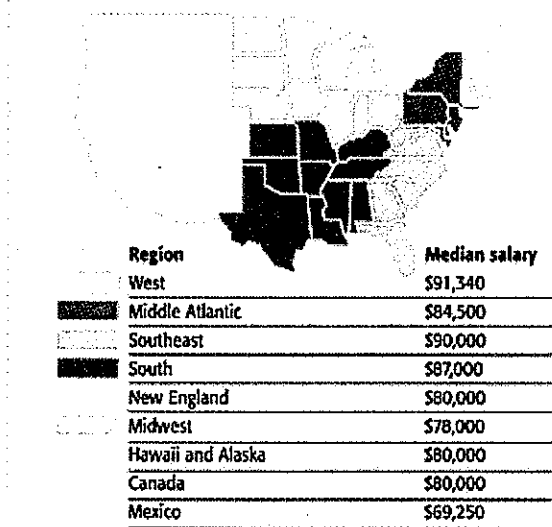 Region Median salary
West $91,340
Middle Atlantic $84,500
Southeast $90,000
South $87,000
New England $80,000
Midwest $78,000
Hawaii and Alaska $80,000
Canada $80,000
Mexico $69,250